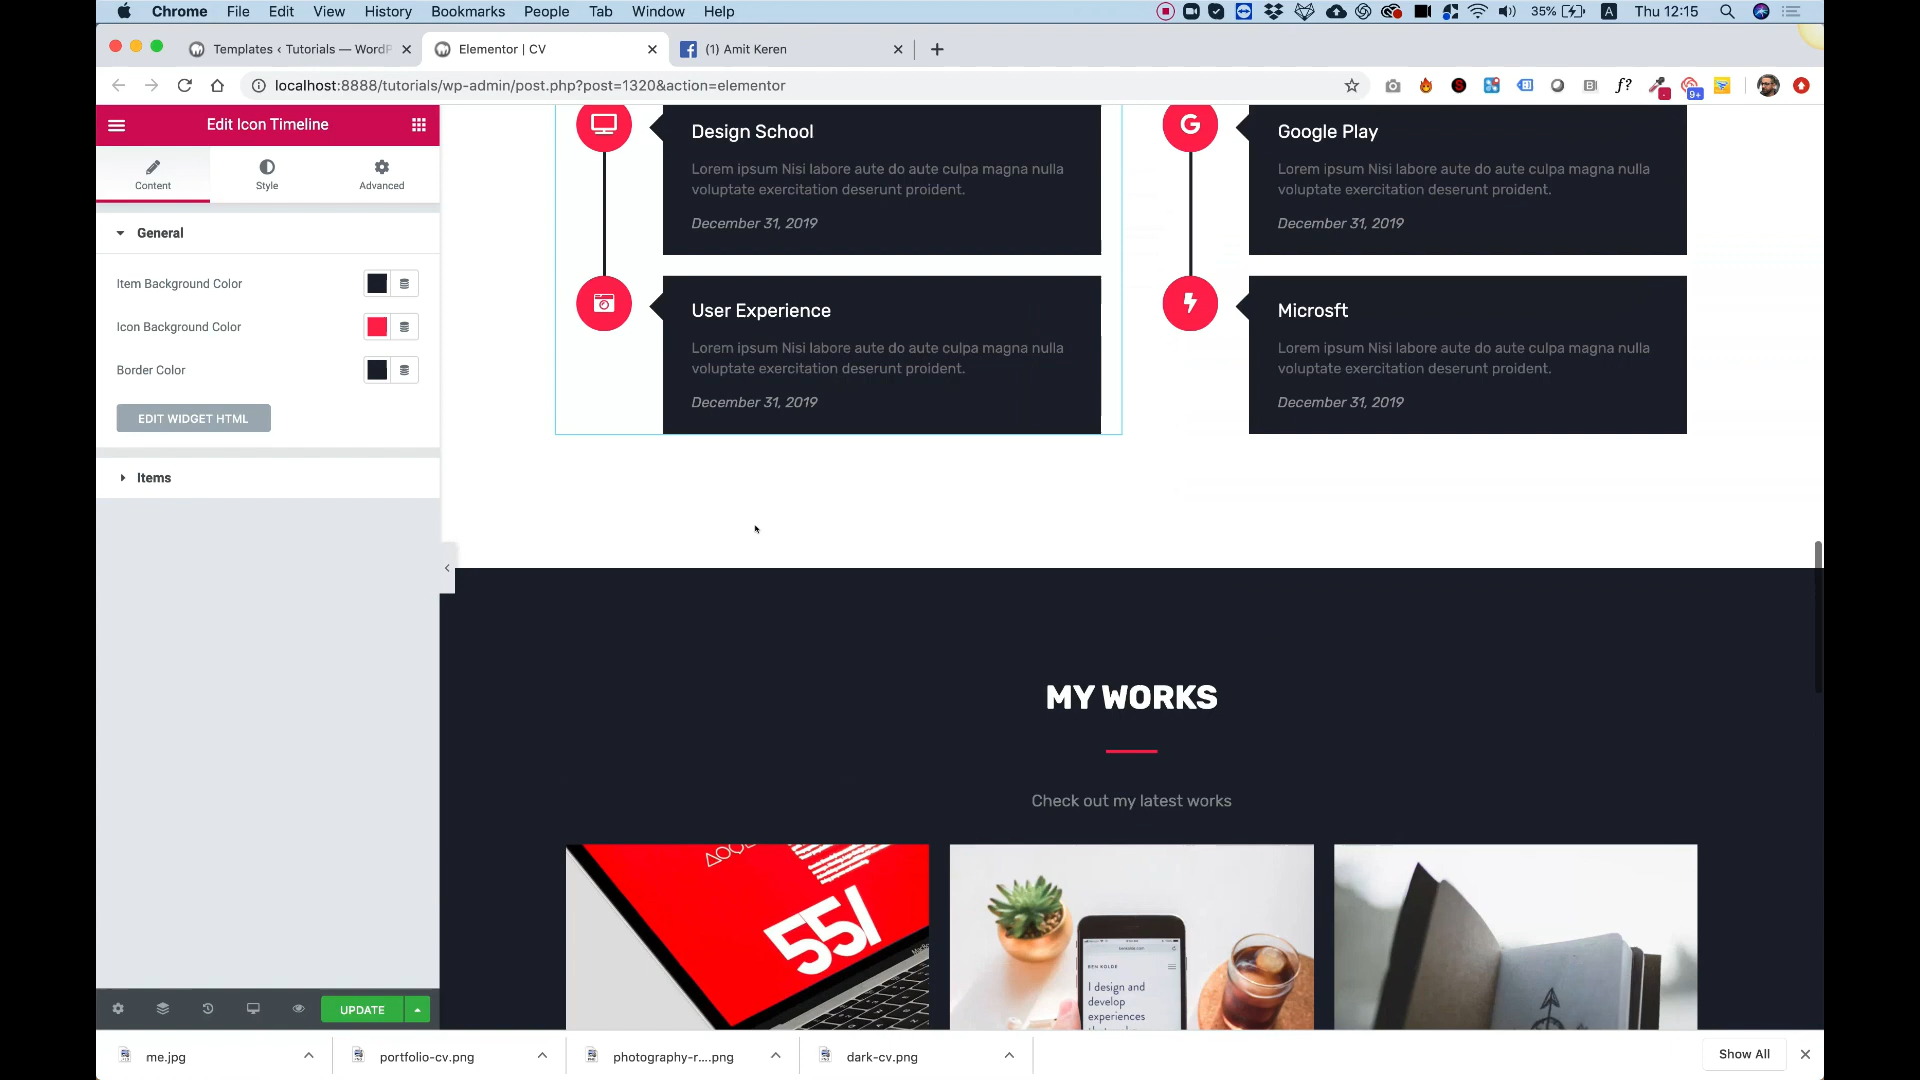 Chrome File Edit View History Bookmarks People Tab Window Help
35% A Thu 12:15
Templates ‹ Tutorials — WordP
Elementor | CV
(1) Amit Keren
localhost:8888/tutorials/wp-admin/post.php?post=1320&action=elementor
f?
9+
Edit Icon Timeline
Content
Style
Advanced
General
Item Background Color
Icon Background Color
Border Color
EDIT WIDGET HTML
Items
UPDATE
Design School
Lorem ipsum Nisi labore aute do aute culpa magna nulla
voluptate exercitation deserunt proident.
December 31, 2019
G
Google Play
Lorem ipsum Nisi labore aute do aute culpa magna nulla
voluptate exercitation deserunt proident.
December 31, 2019
User Experience
Lorem ipsum Nisi labore aute do aute culpa magna nulla
voluptate exercitation deserunt proident.
December 31, 2019
Microsft
Lorem ipsum Nisi labore aute do aute culpa magna nulla
voluptate exercitation deserunt proident.
December 31, 2019
MY WORKS
Check out my latest works
55/
BEN KOLDE
I design and
develop
experiences
me.jpg
portfolio-cv.png
photography-r....png
dark-cv.png
Show All